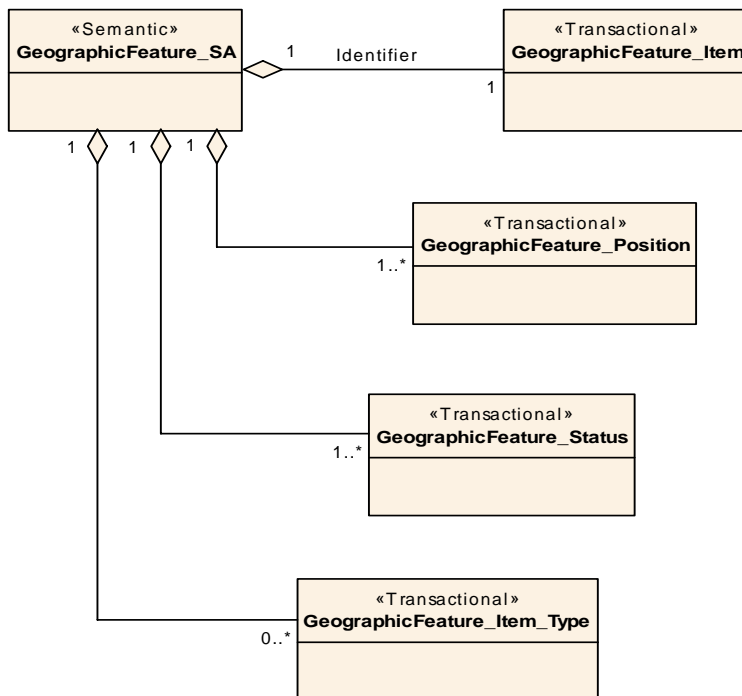 «Semantic»
GeographicFeature_SA
1
Identifier
«Transactional»
GeographicFeature_Item
1
1
1
1
«Transactional»
GeographicFeature_Position
1..*
«Transactional»
GeographicFeature_Status
1..*
«Transactional»
GeographicFeature_Item_Type
0..*